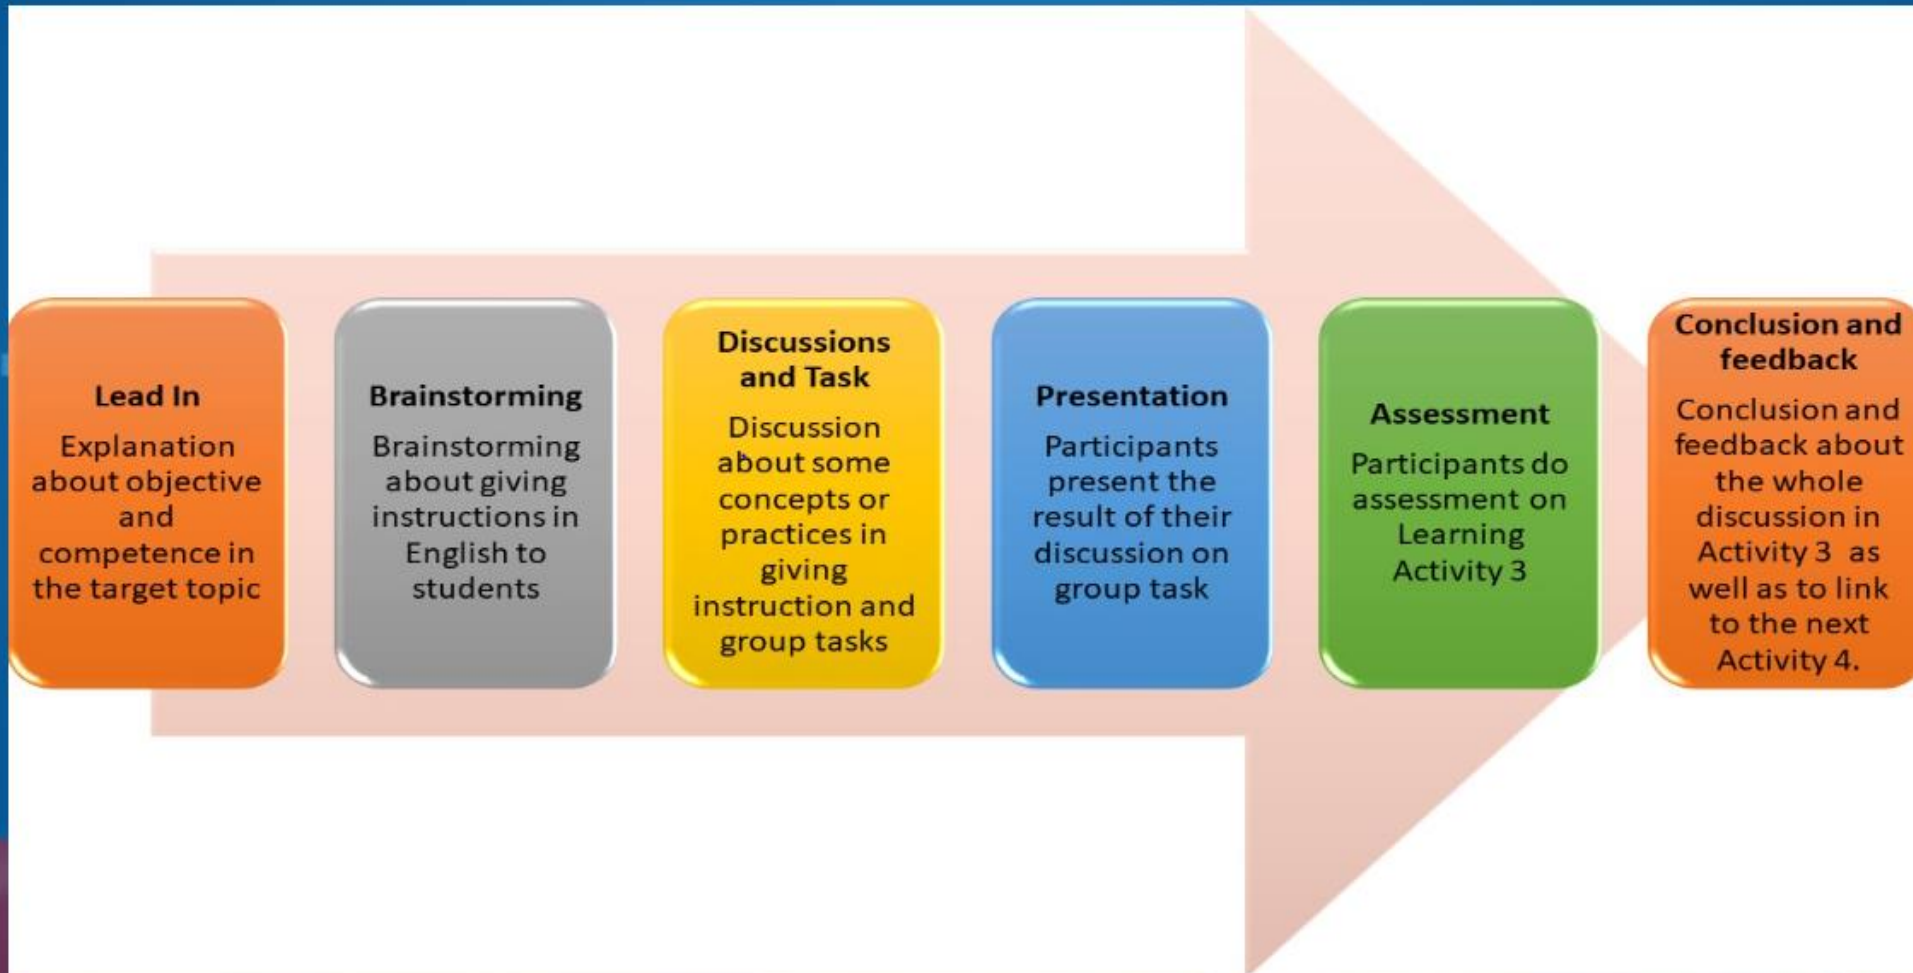 Lead In
Explanation
about objective
and
competence in
the target topic
Brainstorming
Brainstorming
about giving
instructions in
English to
students
Discussions
and Task
Discussion
about some
concepts or
practices in
giving
instruction and
group tasks
Presentation
Participants
present the
result of their
discussion on
group task
Assessment
Participants do
assessment on
Learning
Activity 3
Conclusion and
feedback
Conclusion and
feedback about
the whole
discussion in
Activity 3 as
well as to link
to the next
Activity 4.